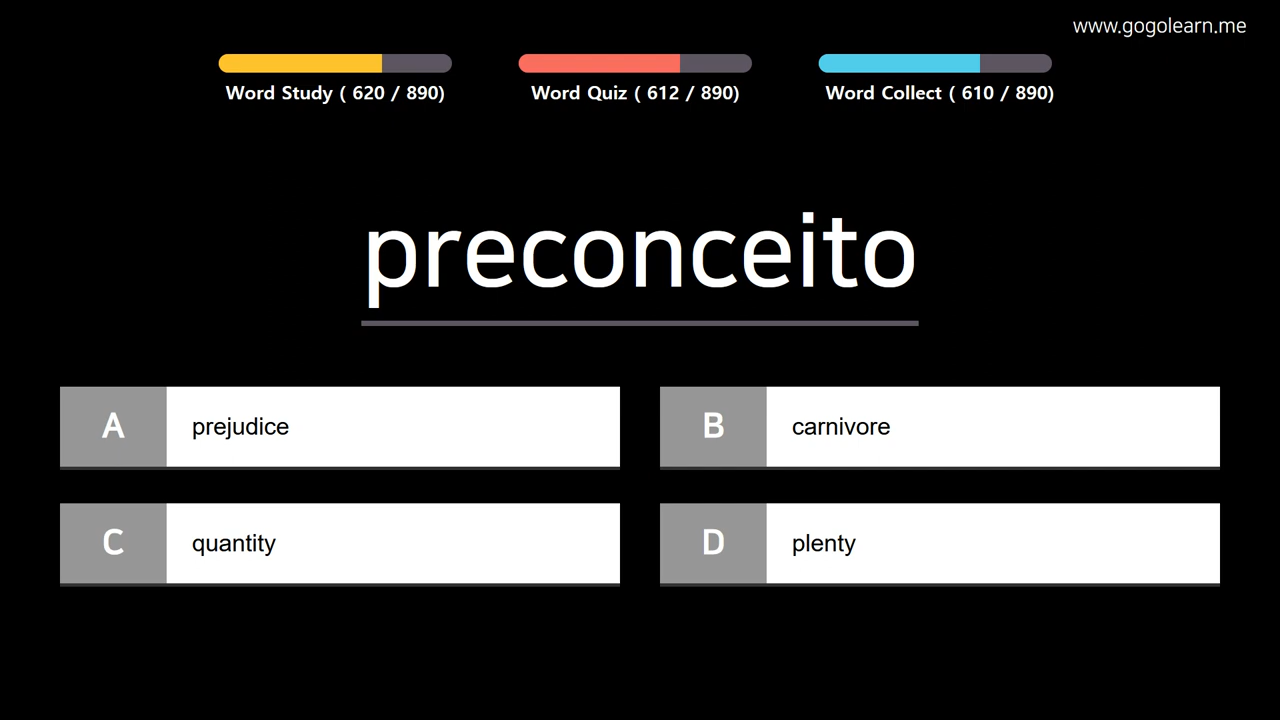 www.gogolearn.me
Word Study ( 620 / 890)
Word Quiz ( 612 / 890)
Word Collect ( 610 / 890)
preconceito
A prejudice
B carnivore
C quantity
D plenty